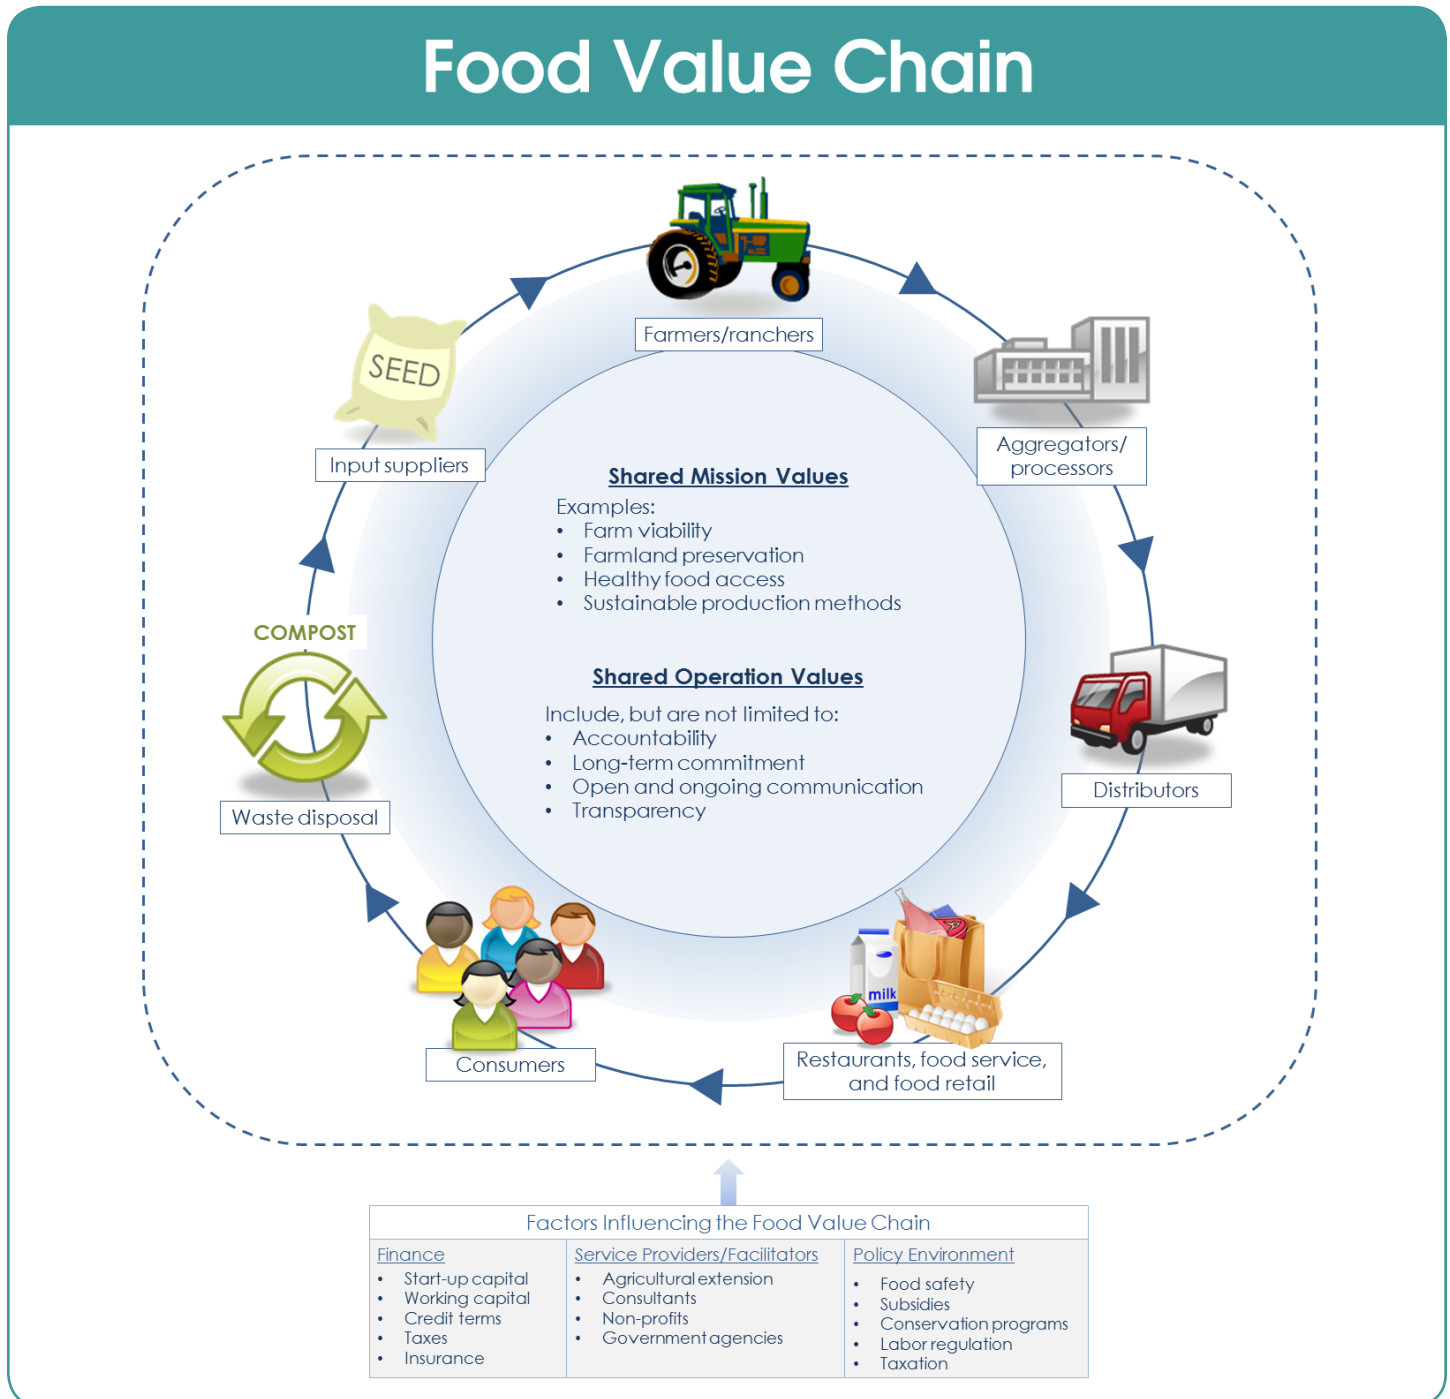 Food Value Chain
Farmers/ranchers
SEED
Input suppliers
Aggregators/
processors
Shared Mission Values
Examples:
• Farm viability
• Farmland preservation
• Healthy food access
• Sustainable production methods
COMPOST
Waste disposal
Shared Operation Values
Include, but are not limited to:
• Accountability
• Long-term commitment
• Open and ongoing communication
• Transparency
Distributors
milk
Consumers
Restaurants, food service,
and food retail
Factors Influencing the Food Value Chain
Finance
• Start-up capital
• Working capital
• Credit terms
• Taxes
• Insurance
Service Providers/Facilitators
• Agricultural extension
• Consultants
• Non-profits
• Government agencies
Policy Environment
• Food safety
• Subsidies
• Conservation programs
• Labor regulation
• Taxation